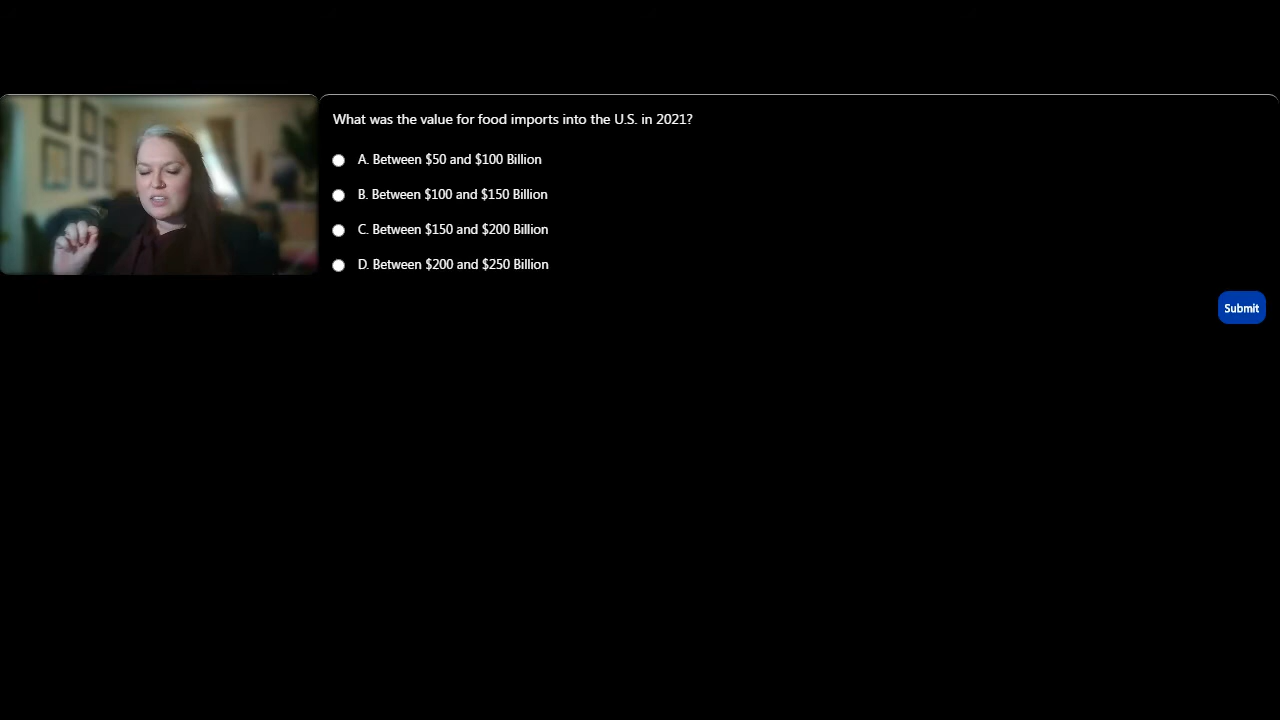 What was the value for food imports into the U.S. in 2021?
A. Between $50 and $100 Billion
B. Between $100 and $150 Billion
C. Between $150 and $200 Billion
D. Between $200 and $250 Billion
Submit